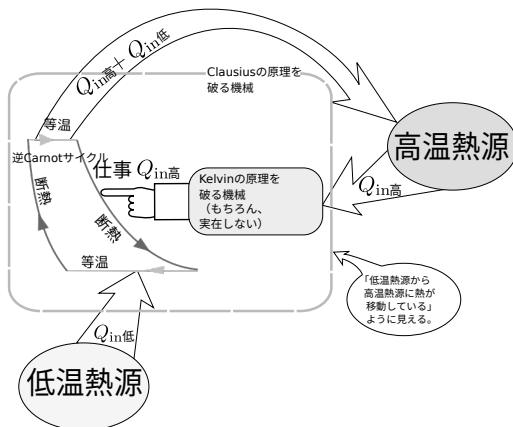 Qin高＋Qin低
Clausiusの原理を
破る機械
等温
高温熱源
逆Carnotサイクル
仕事 Qin高
Kelvinの原理を
破る機械
（もちろん、
実在しない）
Qin高
断熱
断熱
等温
「低温熱源から
高温熱源に熱が
移動している」
ように見える。
Qin低
低温熱源